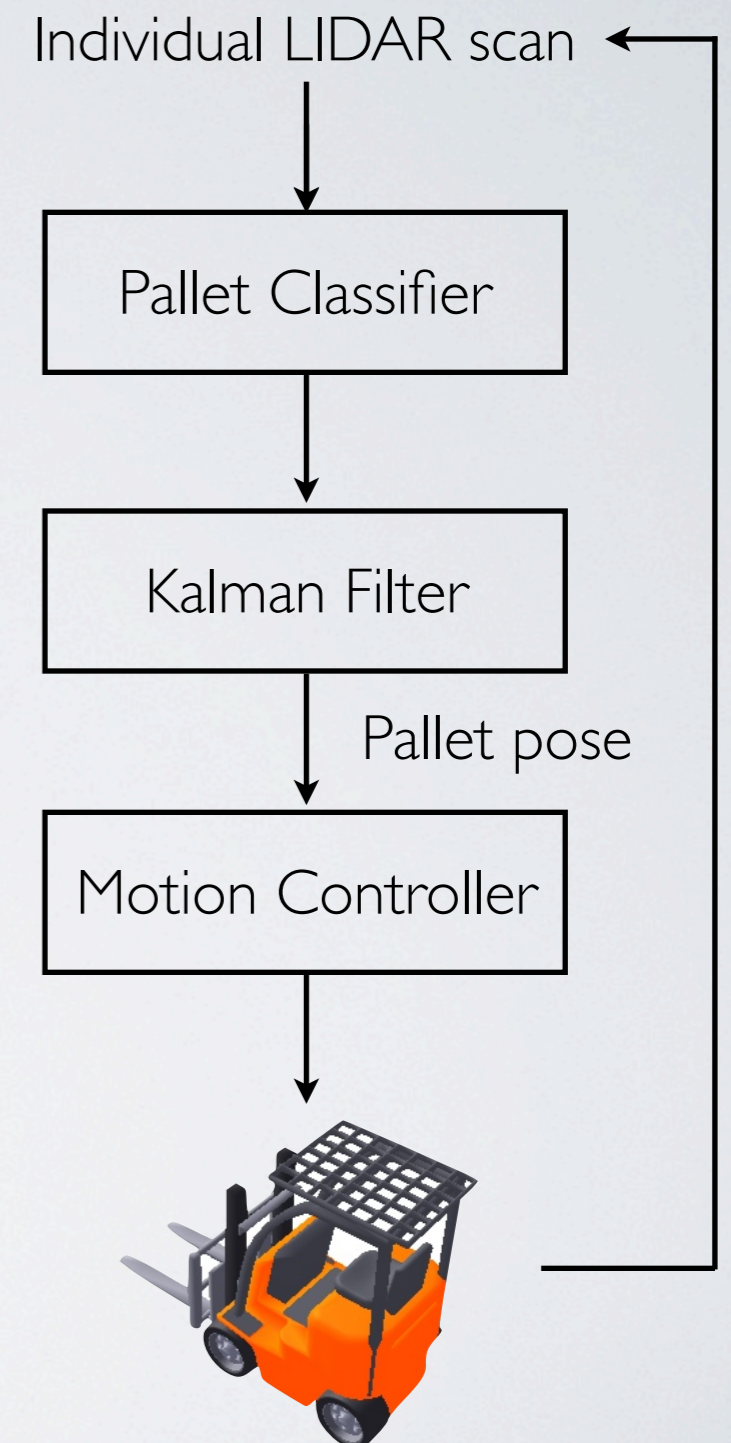 Individual LIDAR scan
Pallet Classifier
Kalman Filter
Pallet pose
Motion Controller